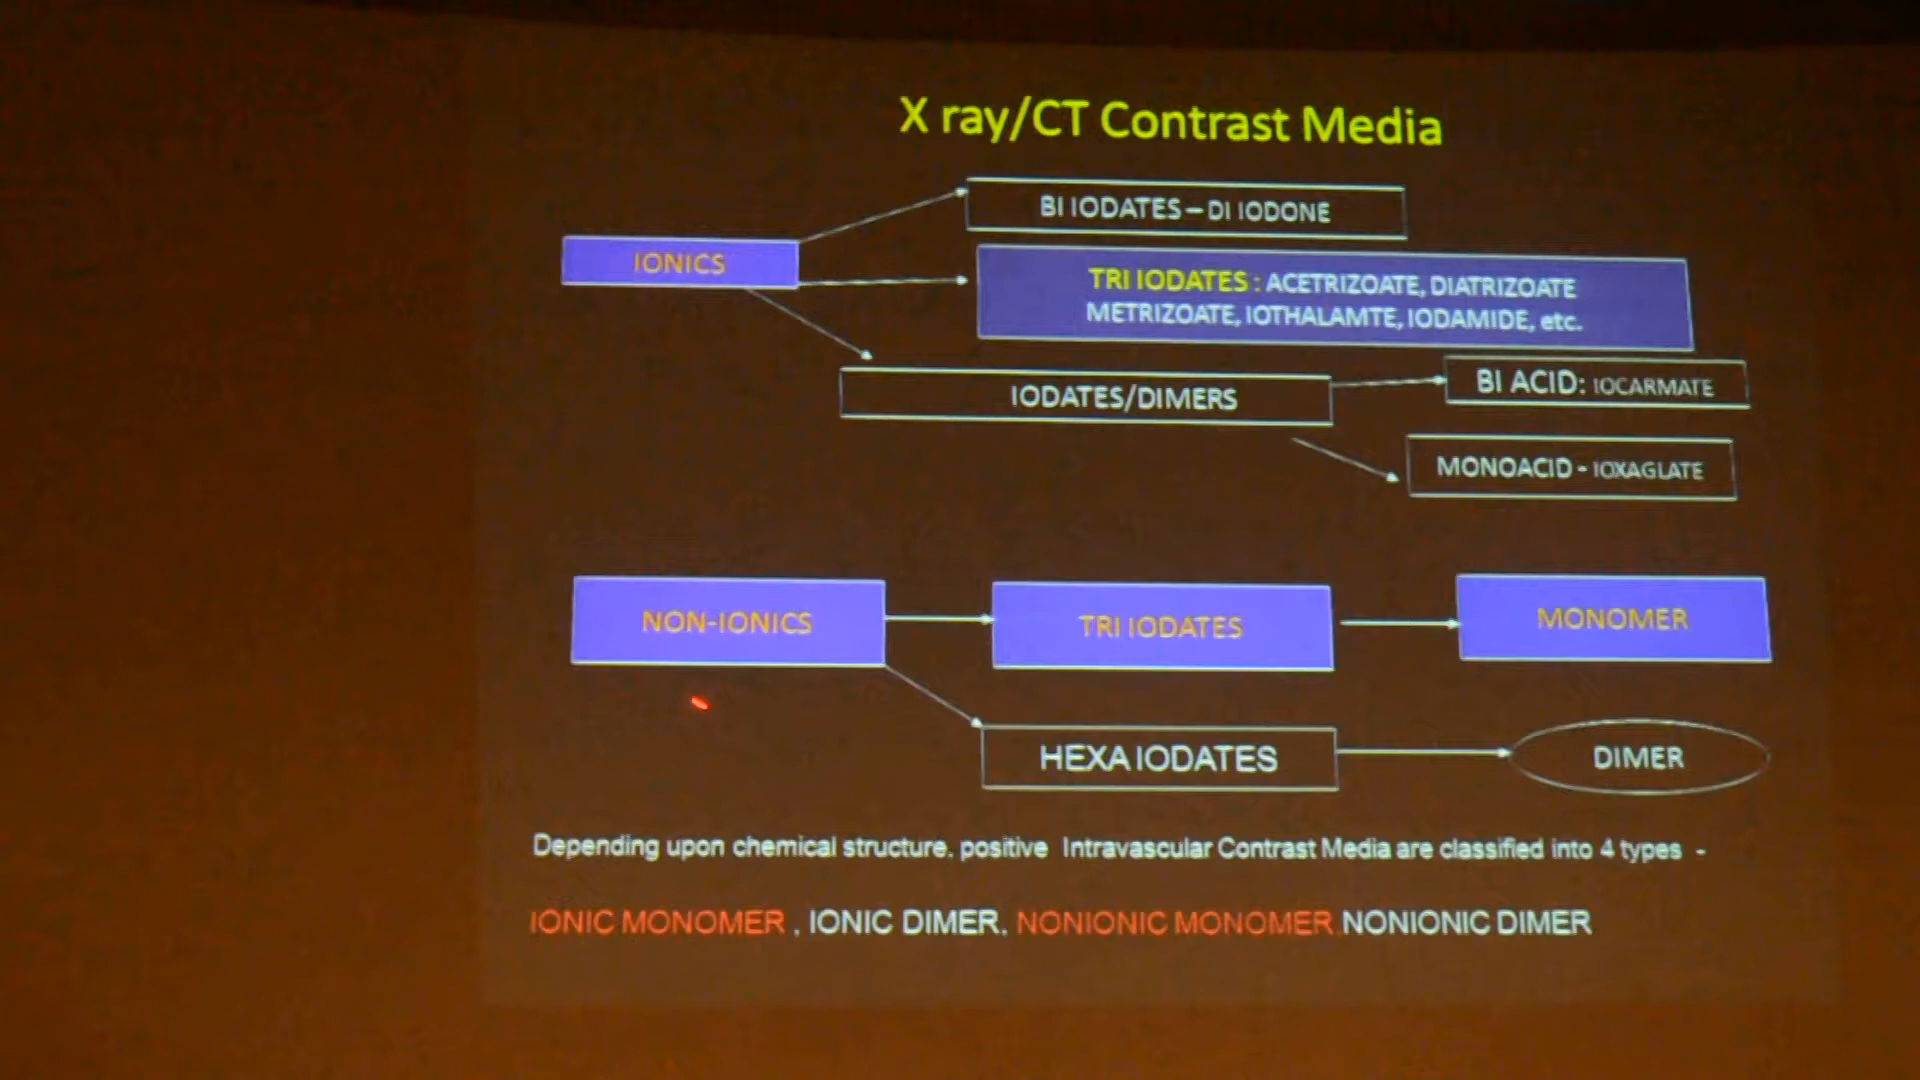 X ray/CT Contrast Media
BI IODATES – DI IODONE
IONICS
TRI IODATES : ACETRIZOATE, DIATRIZOATE
METRIZOATE, IOTHALAMTE, IODAMIDE, etc.
IODATES/DIMERS
BI ACID: IOCARMATE
MONOACID - IOXAGLATE
NON-IONICS
TRI IODATES
MONOMER
HEXA IODATES
DIMER
Depending upon chemical structure, positive Intravascular Contrast Media are classified into 4 types -
IONIC MONOMER , IONIC DIMER, NONIONIC MONOMER, NONIONIC DIMER